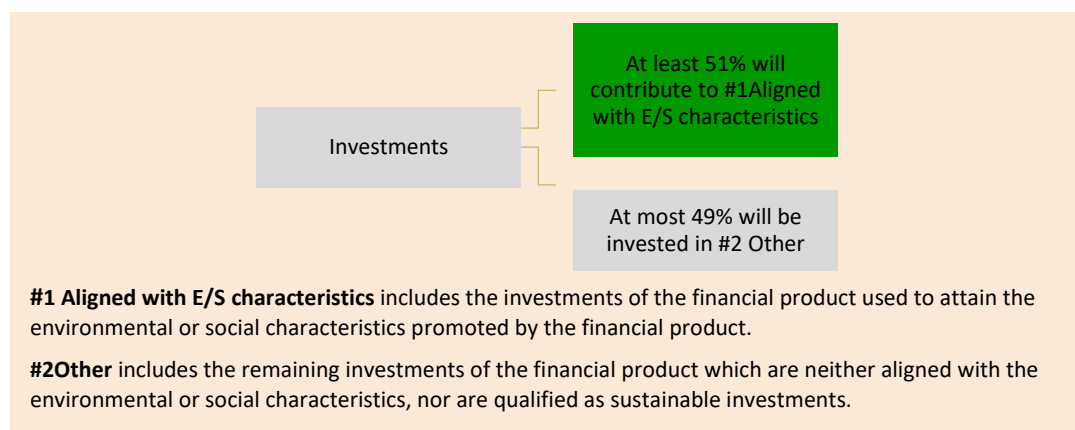 At least 51% will
contribute to #1Aligned
with E/S characteristics
Investments
At most 49% will be
invested in #2 Other
#1 Aligned with E/S characteristics includes the investments of the financial product used to attain the
environmental or social characteristics promoted by the financial product.
#2Other includes the remaining investments of the financial product which are neither aligned with the
environmental or social characteristics, nor are qualified as sustainable investments.